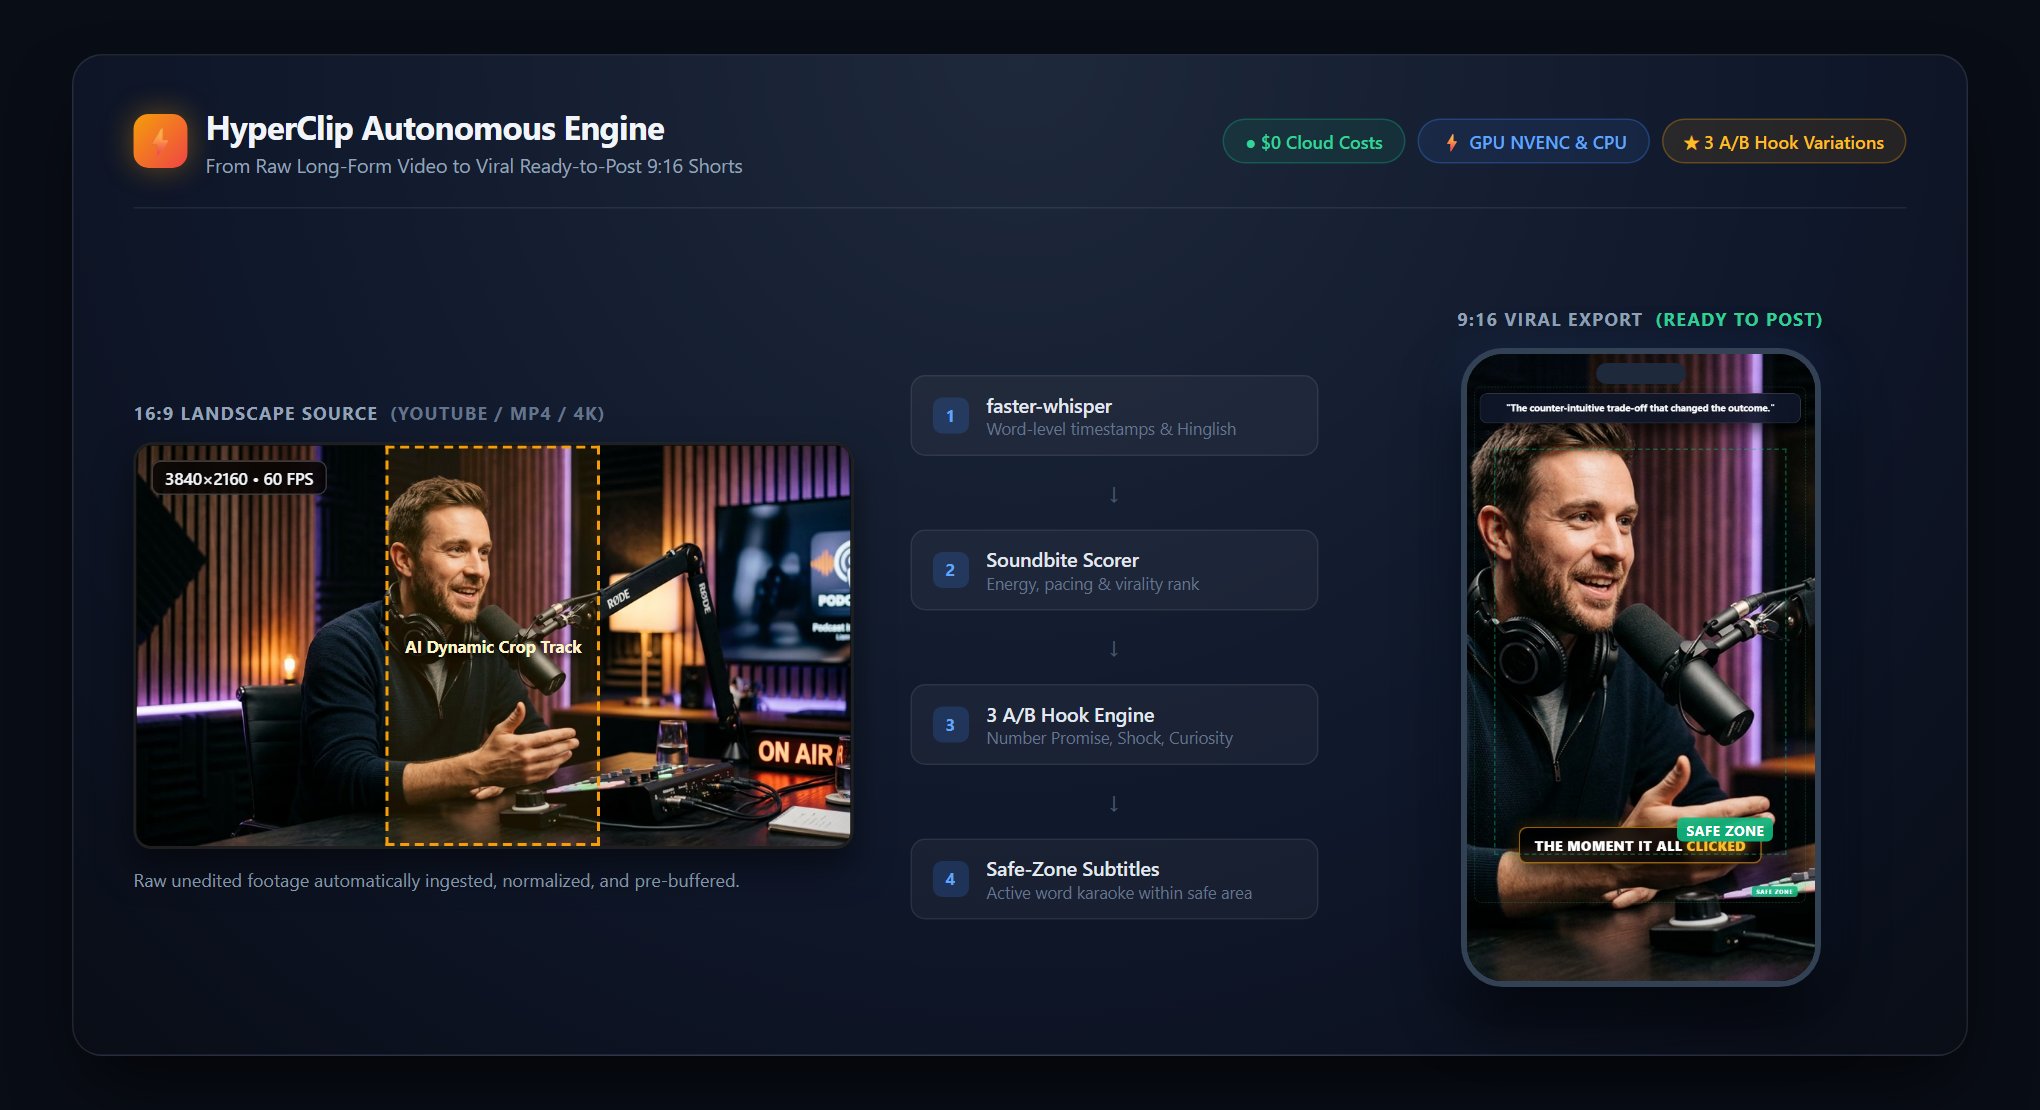 HyperClip Autonomous Engine
From Raw Long-Form Video to Viral Ready-to-Post 9:16 Shorts
● $0 Cloud Costs
⚡ GPU NVENC & CPU
★ 3 A/B Hook Variations
16:9 LANDSCAPE SOURCE (YOUTUBE / MP4 / 4K)
3840×2160 • 60 FPS
AI Dynamic Crop Track
RØDE
RØDE
ON AIR
Raw unedited footage automatically ingested, normalized, and pre-buffered.
1
faster-whisper
Word-level timestamps & Hinglish
↓
2
Soundbite Scorer
Energy, pacing & virality rank
↓
3
3 A/B Hook Engine
Number Promise, Shock, Curiosity
↓
4
Safe-Zone Subtitles
Active word karaoke within safe area
9:16 VIRAL EXPORT (READY TO POST)
"The counter-intuitive trade-off that changed the outcome."
SAFE ZONE
THE MOMENT IT ALL CLICKED
SAFE ZONE